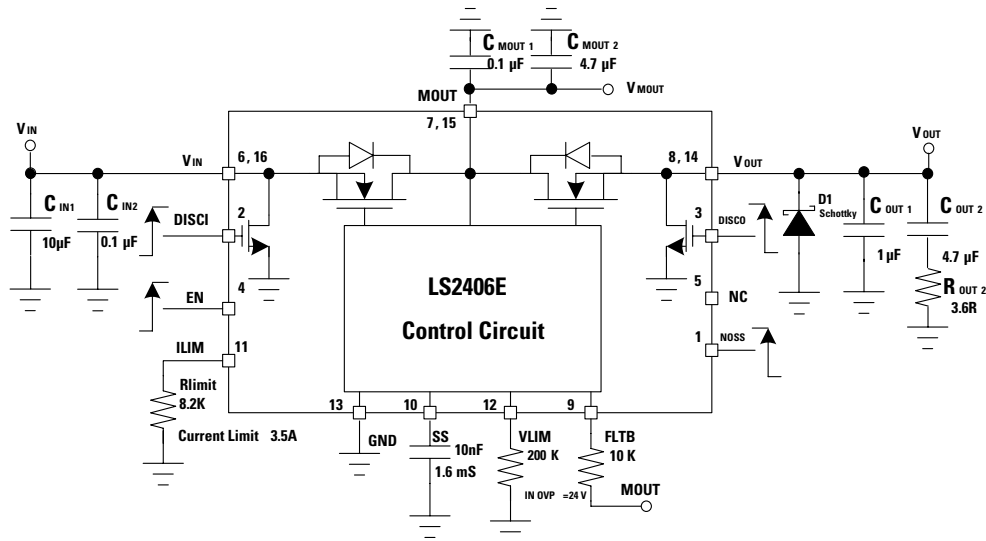 C MOUT 1
0.1 µF
C MOUT 2
4.7 µF
V MOUT
MOUT
7, 15
V IN
V IN
6, 16
8, 14
V OUT
V OUT
C IN1
10µF
C IN2
0.1 µF
DISCI
2
3
DISCO
D1
Schottky
C OUT 1
1 µF
C OUT 2
4.7 µF
R OUT 2
3.6R
EN
4
5
NC
LS2406E
Control Circuit
1
NOSS
ILIM
11
Rlimit
8.2K
Current Limit 3.5A
13
GND
10
SS
10nF
1.6 mS
12
VLIM
200 K
IN OVP =24 V
9
FLTB
10 K
MOUT